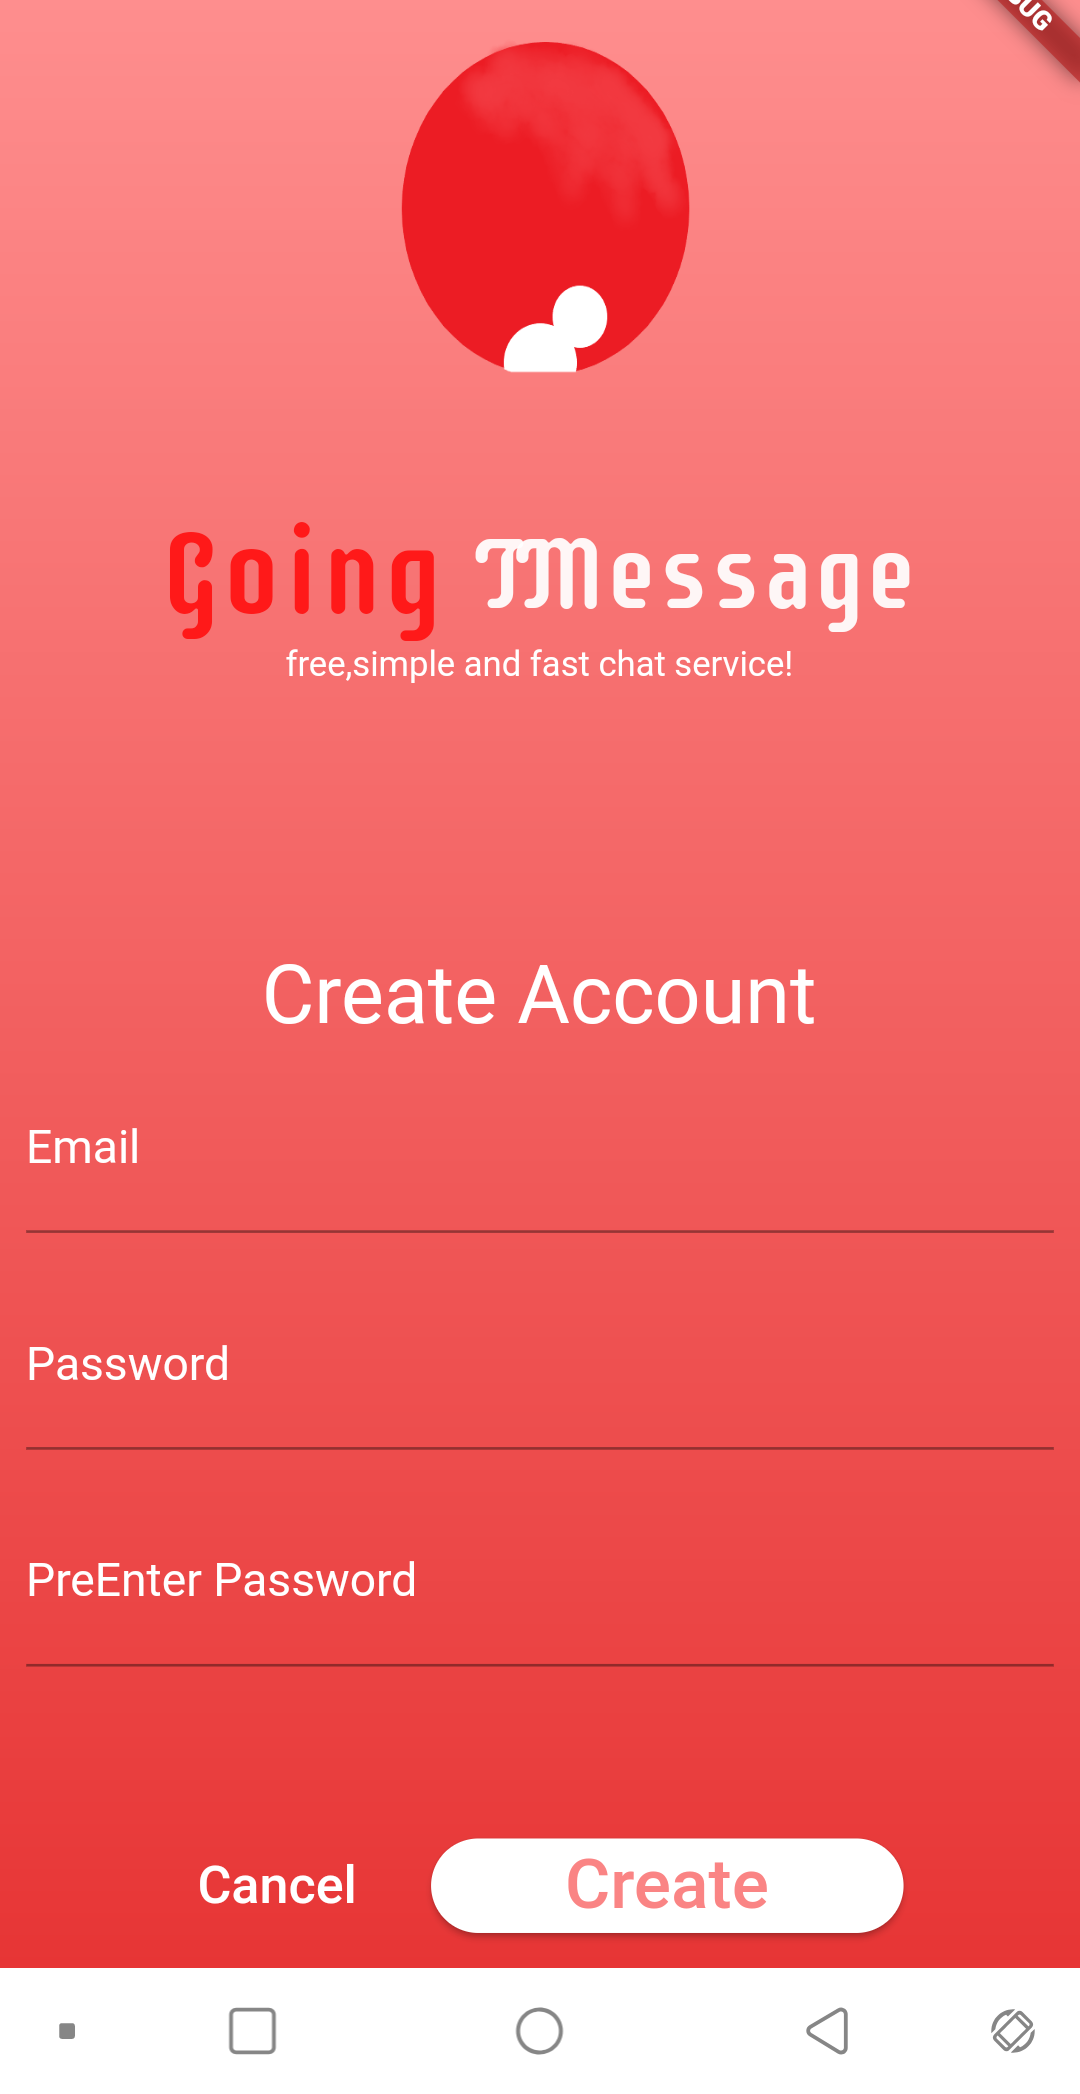 UG
Going Message
free,simple and fast chat service!
Create Account
Email
Password
PreEnter Password
Cancel
Create